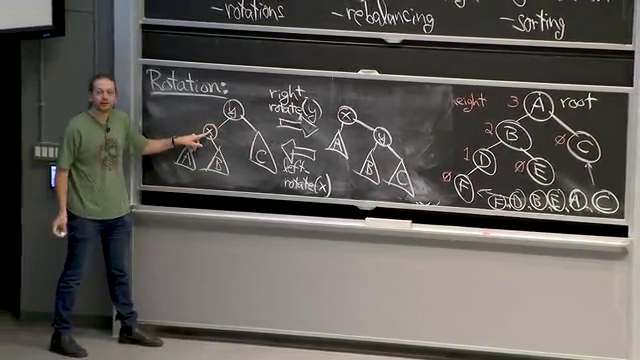 -rotations
-rebalancing
-sorting
Rotation:
right
rotate(y)
left
rotate(x)
y
x
A
B
C
x
y
A
B
C
height
3
A
root
2
B
ø
C
1
D
ø
E
ø
F
F D B E A C